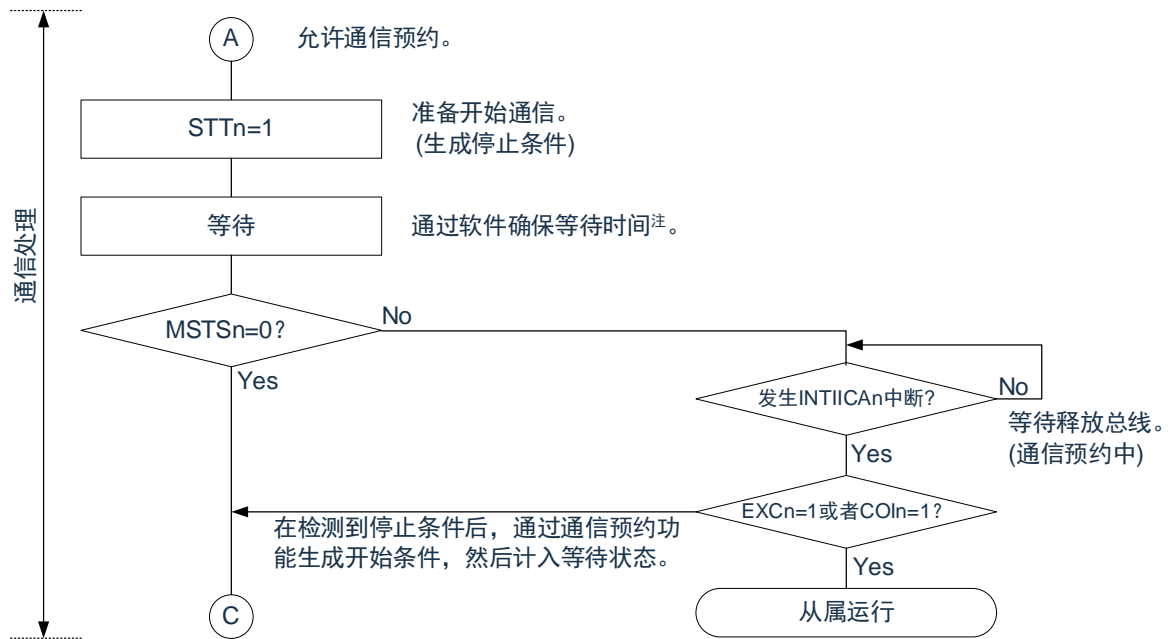 A
允许通信预约。
STTn=1
准备开始通信。
(生成停止条件)
等待
通过软件确保等待时间注。
通信处理
MSTSn=0?
No
Yes
发生INTIICAn中断?
No
等待释放总线。
(通信预约中)
Yes
EXCn=1或者COIn=1?
在检测到停止条件后，通过通信预约功
能生成开始条件，然后计入等待状态。
Yes
C
从属运行